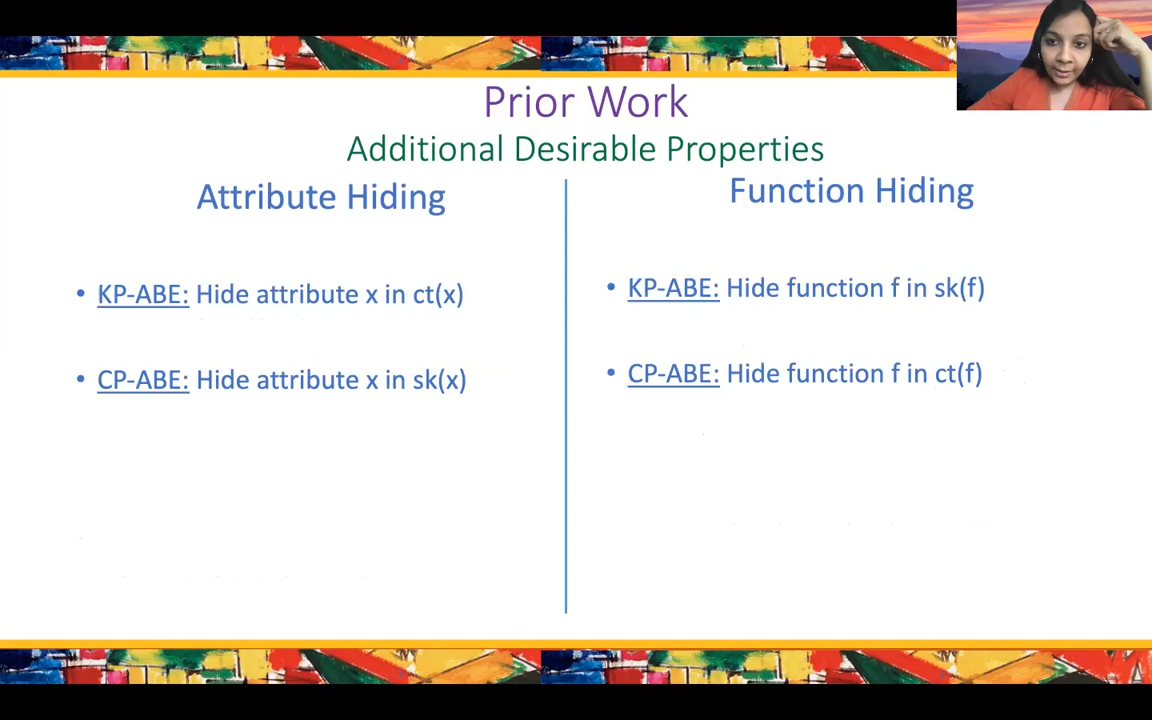 Prior Work
Additional Desirable Properties
Attribute Hiding
• KP-ABE: Hide attribute x in ct(x)
• CP-ABE: Hide attribute x in sk(x)
Function Hiding
• KP-ABE: Hide function f in sk(f)
• CP-ABE: Hide function f in ct(f)